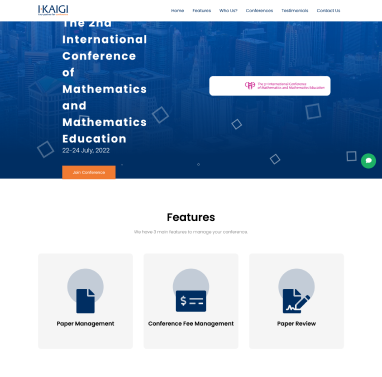 IKAIGI
Home Features Who Us? Conferences Testimonials Contact Us
The 2nd
International
Conference
of
Mathematics
and
Mathematics
Education
22-24 July, 2022
The 2nd International Conference
of Mathematics and Mathematics Education
Join Conference
Features
We have 3 main features to manage your conference.
Paper Management
Conference Fee Management
Paper Review